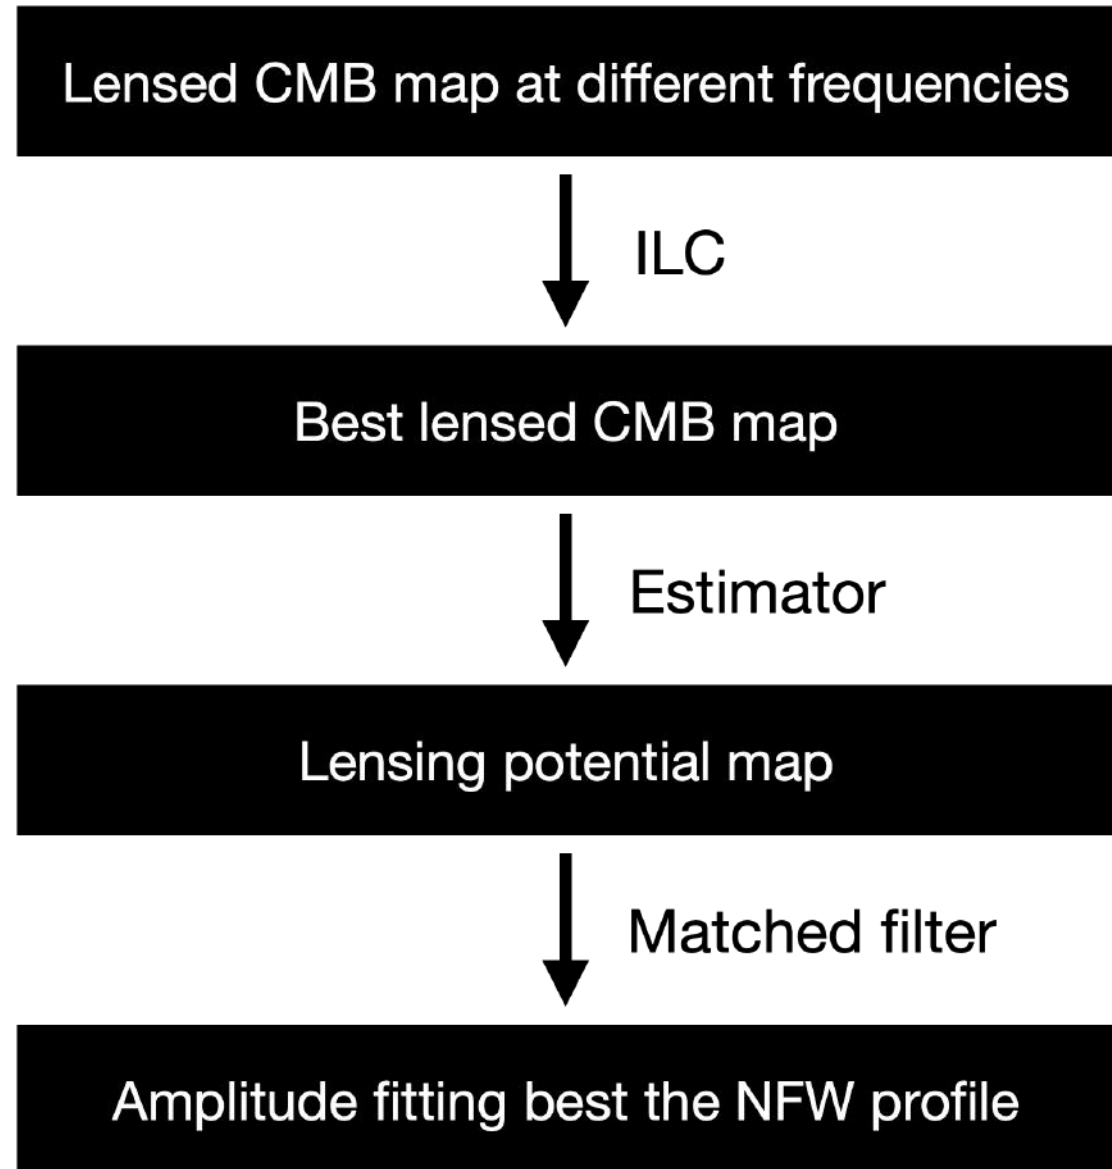 Lensed CMB map at different frequencies
ILC
Best lensed CMB map
Estimator
Lensing potential map
Matched filter
Amplitude fitting best the NFW profile